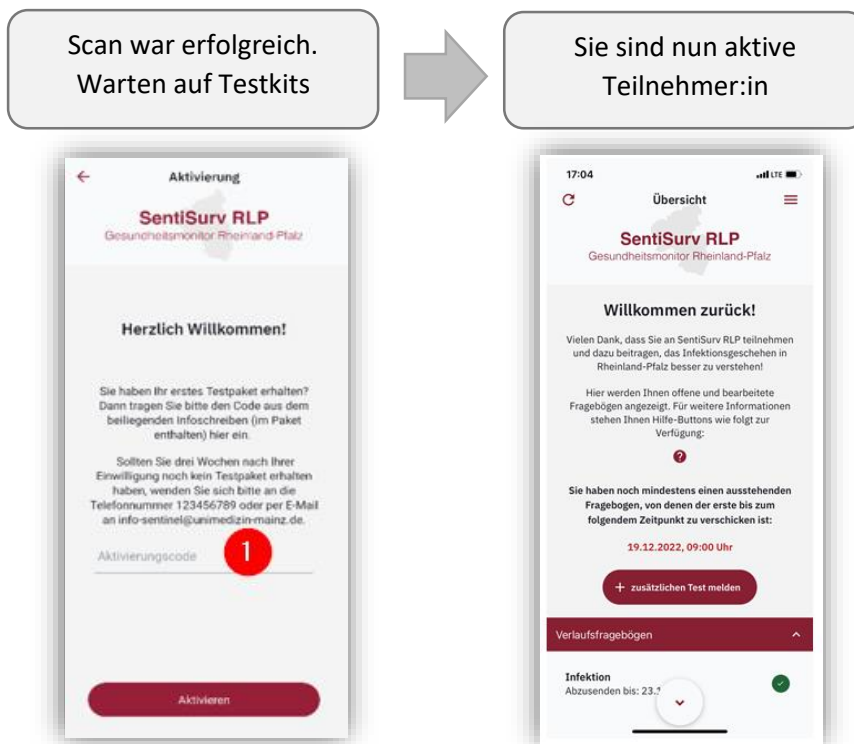 Scan war erfolgreich.
Warten auf Testkits
Sie sind nun aktive
Teilnehmer:in
Aktivierung
SentiSurv RLP
Gesundheitsmonitor Rheinland-Pfalz
Herzlich Willkommen!
Sie haben Ihr erstes Testpaket erhalten?
Dann tragen Sie bitte den Code aus dem
beiliegenden Infoschreiben (im Paket
enthalten) hier ein.
Sollten Sie drei Wochen nach Ihrer
Einwilligung noch kein Testpaket erhalten
haben, wenden Sie sich bitte an die
Telefonnummer 123456789 oder per E-Mail
an info-sentinel@unimedizin-mainz.de.
Aktivierungscode
1
Aktivieren
17:04
LTE
Übersicht
SentiSurv RLP
Gesundheitsmonitor Rheinland-Pfalz
Willkommen zurück!
Vielen Dank, dass Sie an SentiSurv RLP teilnehmen
und dazu beitragen, das Infektionsgeschehen in
Rheinland-Pfalz besser zu verstehen!
Hier werden Ihnen offene und bearbeitete
Fragebögen angezeigt. Für weitere Informationen
stehen Ihnen Hilfe-Buttons wie folgt zur
Verfügung:
?
Sie haben noch mindestens einen ausstehenden
Fragebogen, von denen der erste bis zum
folgendem Zeitpunkt zu verschicken ist:
19.12.2022, 09:00 Uhr
+ zusätzlichen Test melden
Verlaufsfragebögen
Infektion
Abzusenden bis: 23.